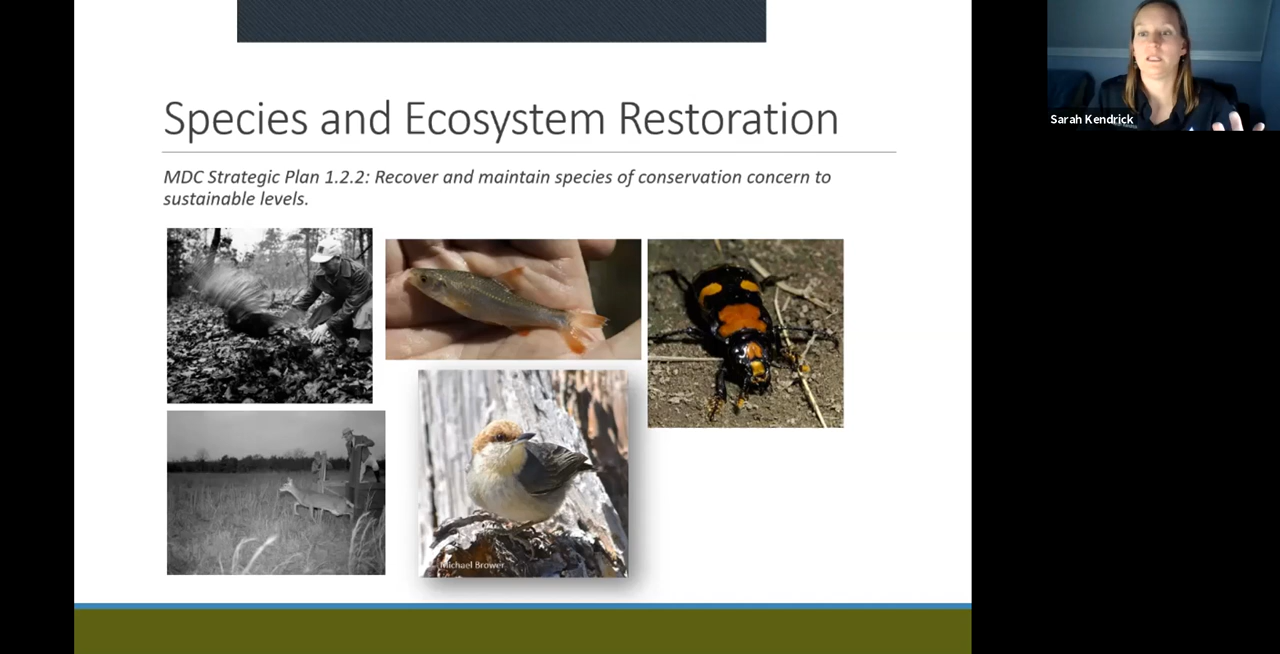 Species and Ecosystem Restoration
MDC Strategic Plan 1.2.2: Recover and maintain species of conservation concern to
sustainable levels.
Michael Brower
Sarah Kendrick